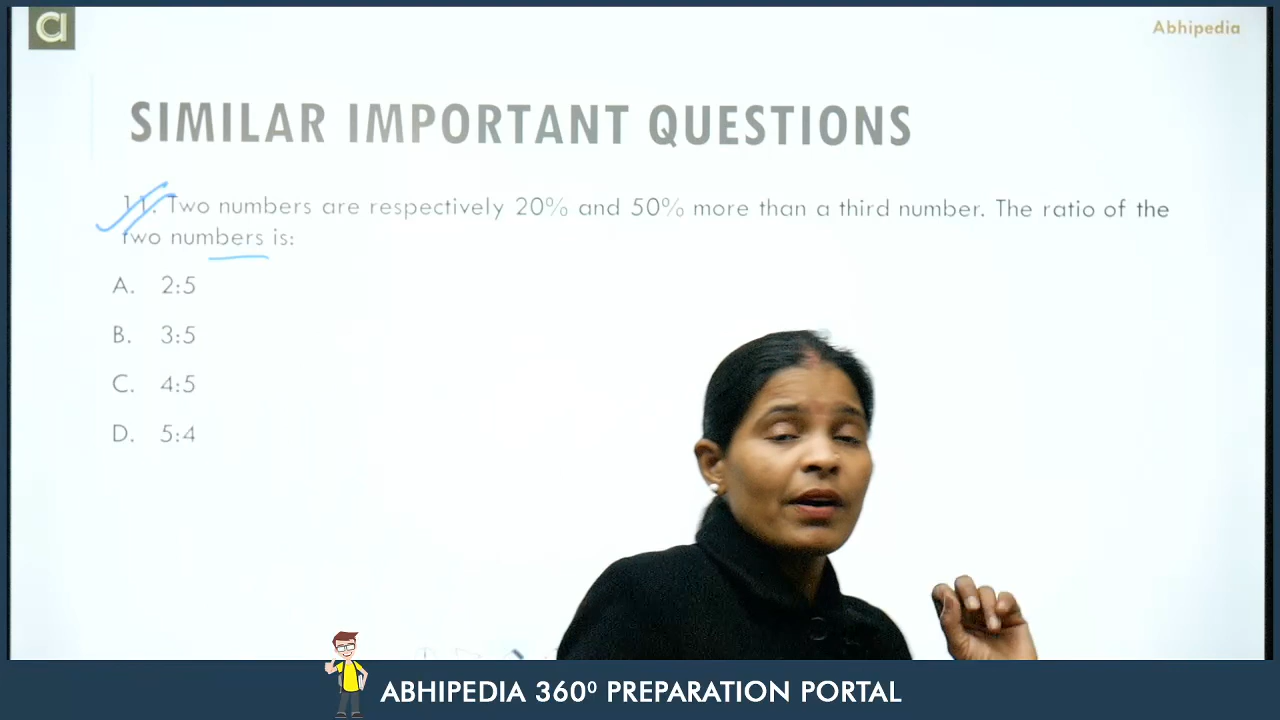 a
Abhipedia
SIMILAR IMPORTANT QUESTIONS
11. Two numbers are respectively 20% and 50% more than a third number. The ratio of the
two numbers is:
A. 2:5
B. 3:5
C. 4:5
D. 5:4
ABHIPEDIA 360⁰ PREPARATION PORTAL